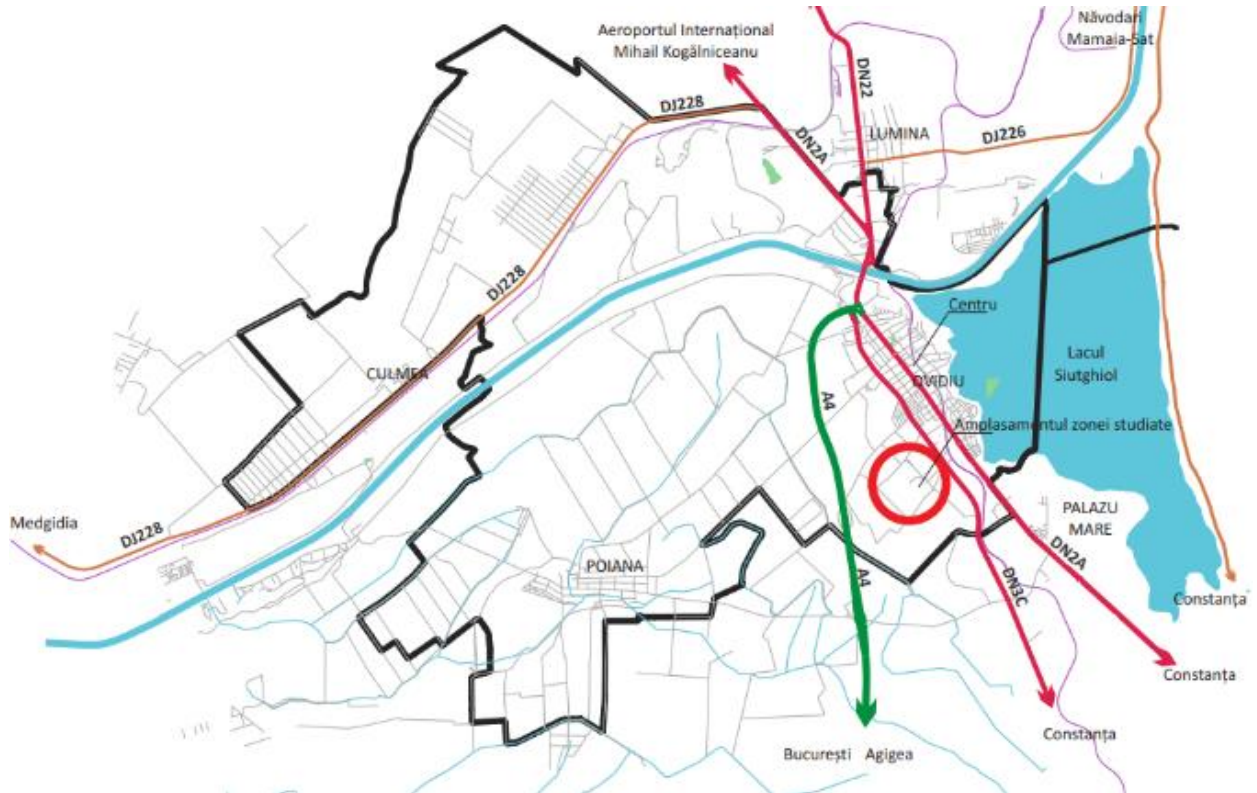 Aeroportul Internațional
Mihail Kogălniceanu
Năvodari
Mamaia-Sat
DN22
DJ228
LUMINA
DJ226
DN2A
DJ228
Centru
CULMEA
OVIDIU
Lacul
Siutghiol
A4
Amplasamentul zonei studiate
Medgidia
DJ228
PALAZU
MARE
POIANA
A4
DN2A
DN3C
Constanța
Constanța
Constanța
București Agigea